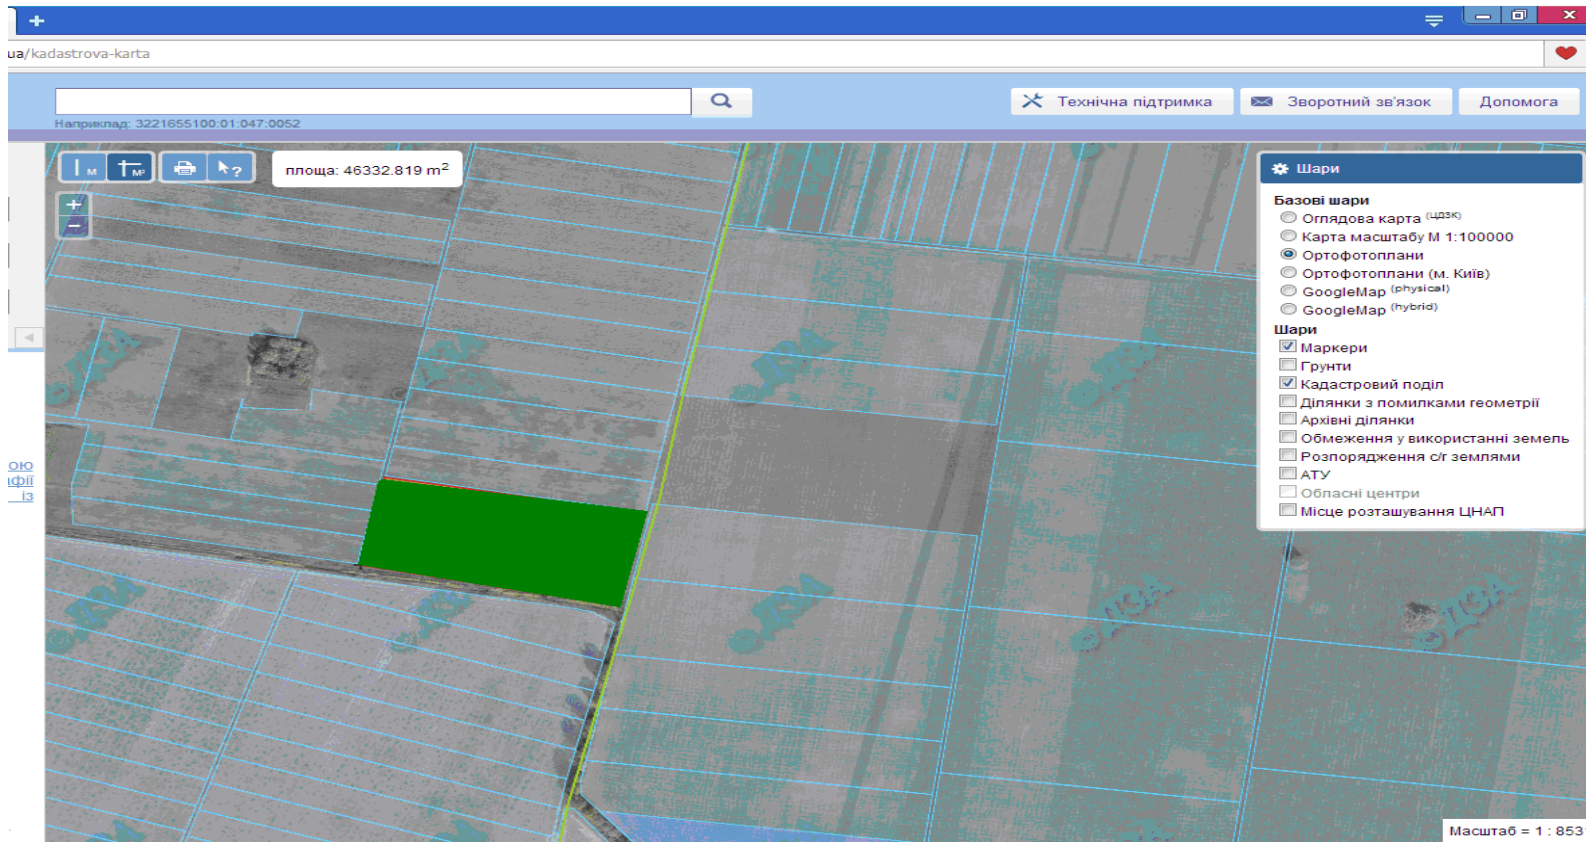 ua/kadastrova-karta
Технічна підтримка
Зворотний зв'язок
Допомога
Наприклад: 3221655100:01:047:0052
м
м²
?
площа: 46332.819 m²
+
−
Шари
Базові шари
Оглядова карта (ЦДЗК)
Карта масштабу М 1:100000
Ортофотоплани
Ортофотоплани (м. Київ)
GoogleMap (physical)
GoogleMap (hybrid)
Шари
Маркери
Грунти
Кадастровий поділ
Ділянки з помилками геометрії
Архівні ділянки
Обмеження у використанні земель
Розпорядження с/г землями
АТУ
Обласні центри
Місце розташування ЦНАП
ою
із
Масштаб = 1 : 853